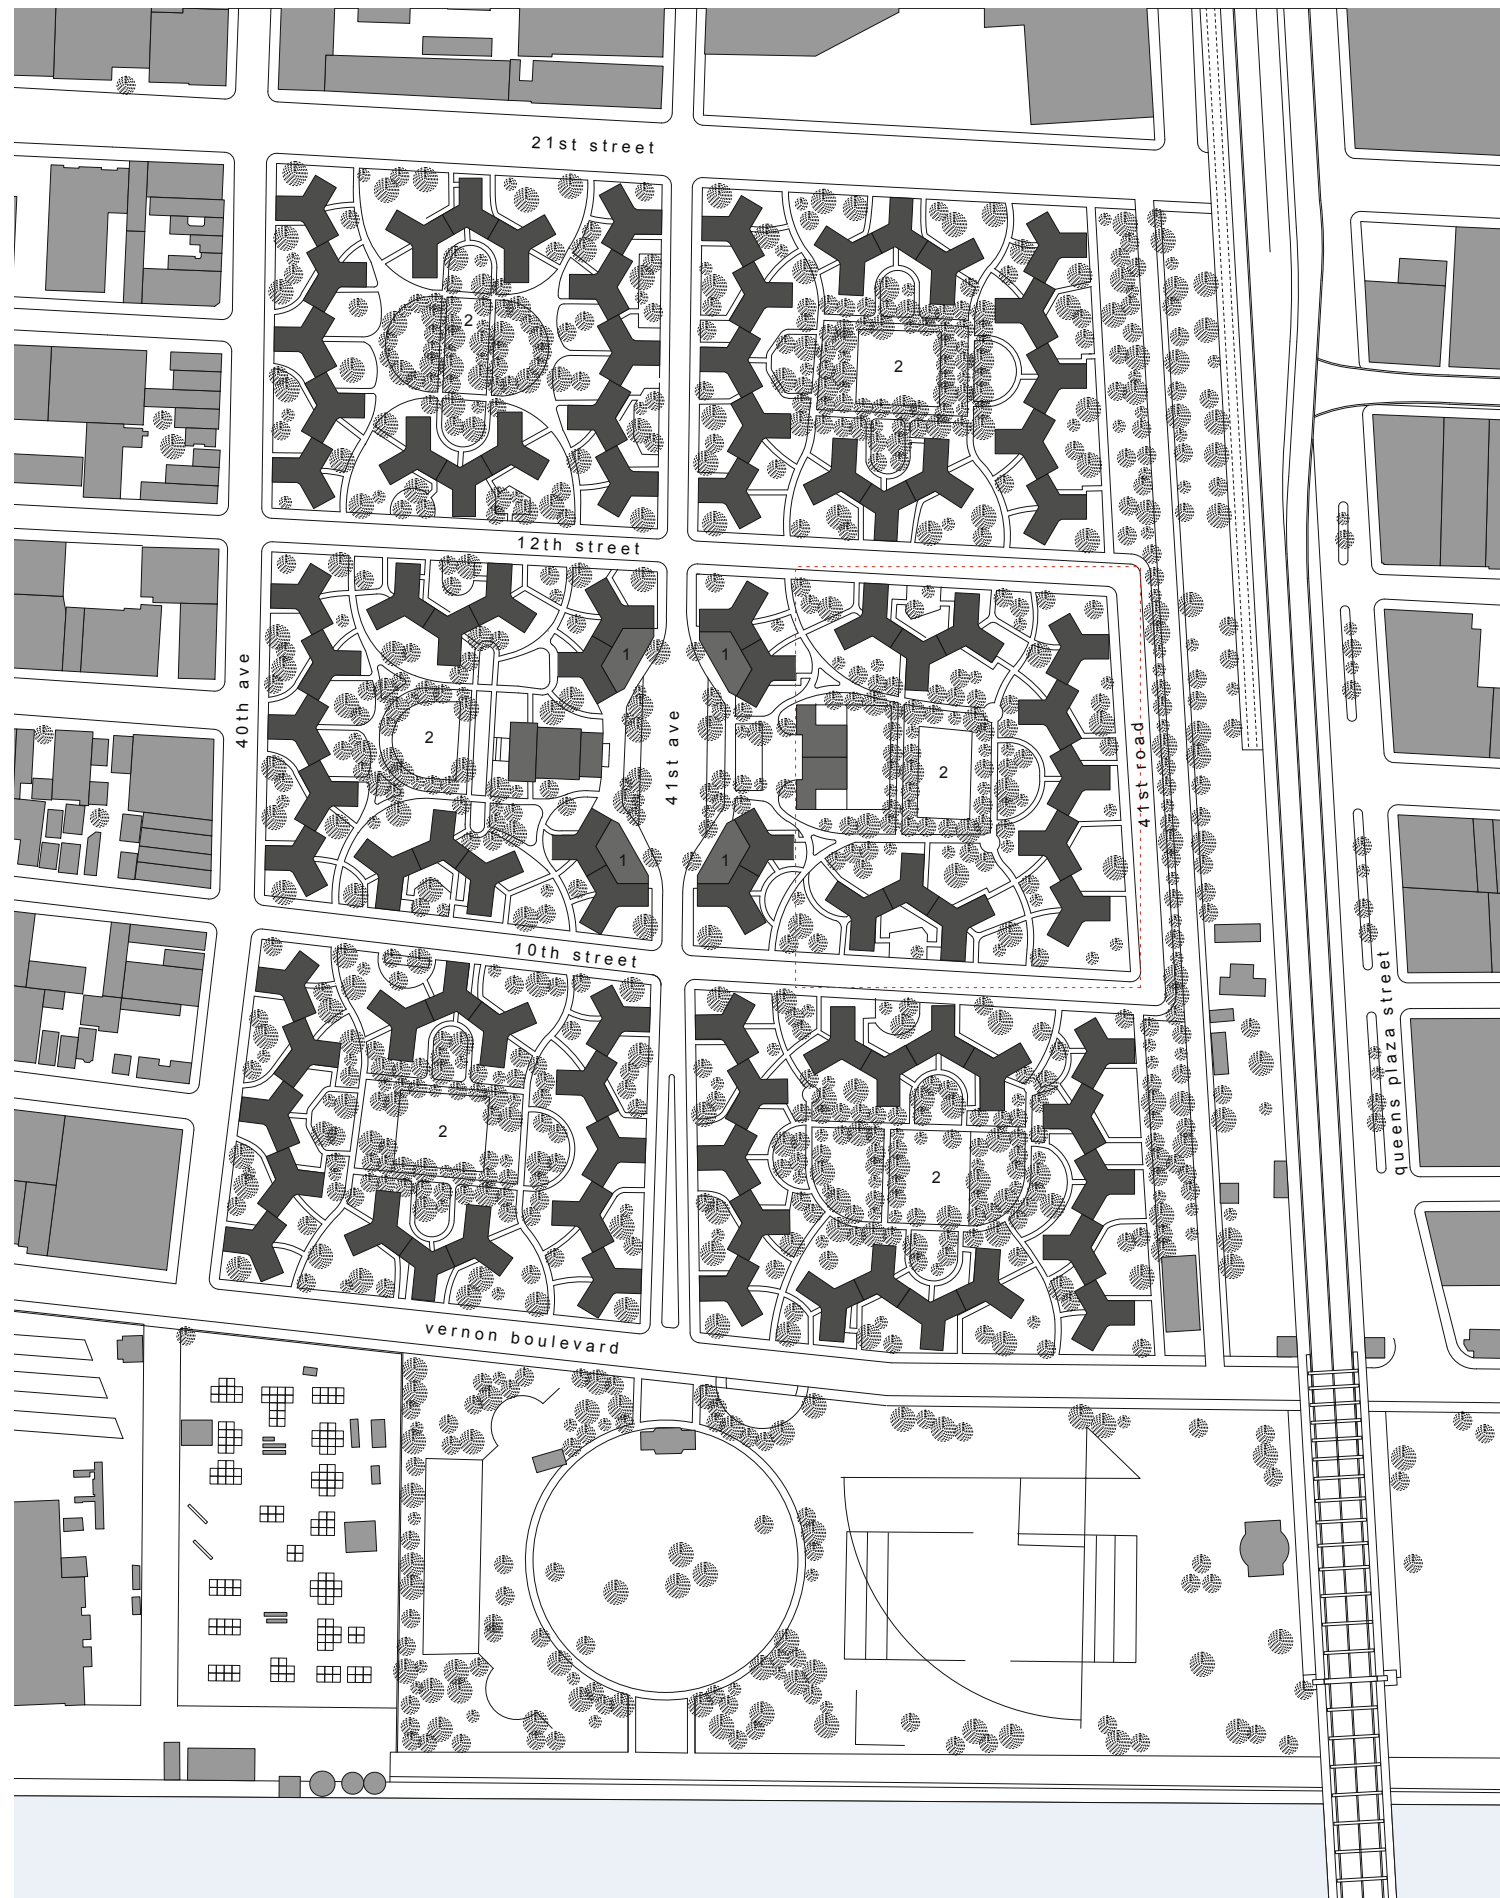 21st street
2
2
12th street
1
1
40th ave
41st ave
2
2
41st road
1
1
10th street
queens plaza street
2
2
vernon boulevard